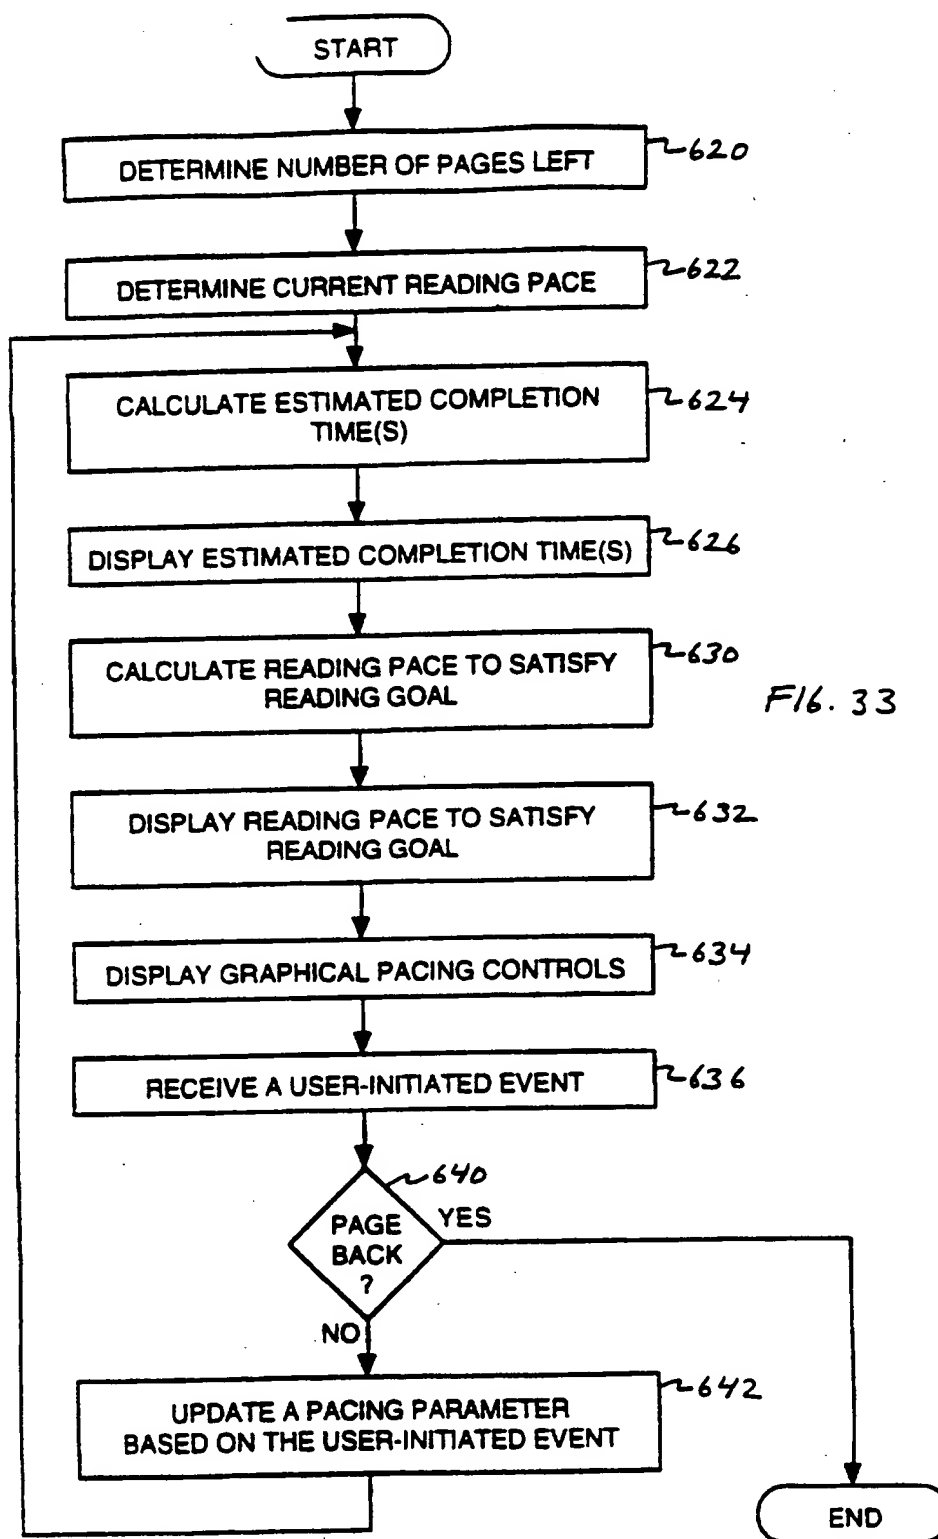 START
DETERMINE NUMBER OF PAGES LEFT
620
DETERMINE CURRENT READING PACE
622
CALCULATE ESTIMATED COMPLETION
TIME(S)
624
DISPLAY ESTIMATED COMPLETION TIME(S)
626
CALCULATE READING PACE TO SATISFY
READING GOAL
630
FIG. 33
DISPLAY READING PACE TO SATISFY
READING GOAL
632
DISPLAY GRAPHICAL PACING CONTROLS
634
RECEIVE A USER-INITIATED EVENT
636
640
PAGE
BACK
?
YES
NO
UPDATE A PACING PARAMETER
BASED ON THE USER-INITIATED EVENT
642
END